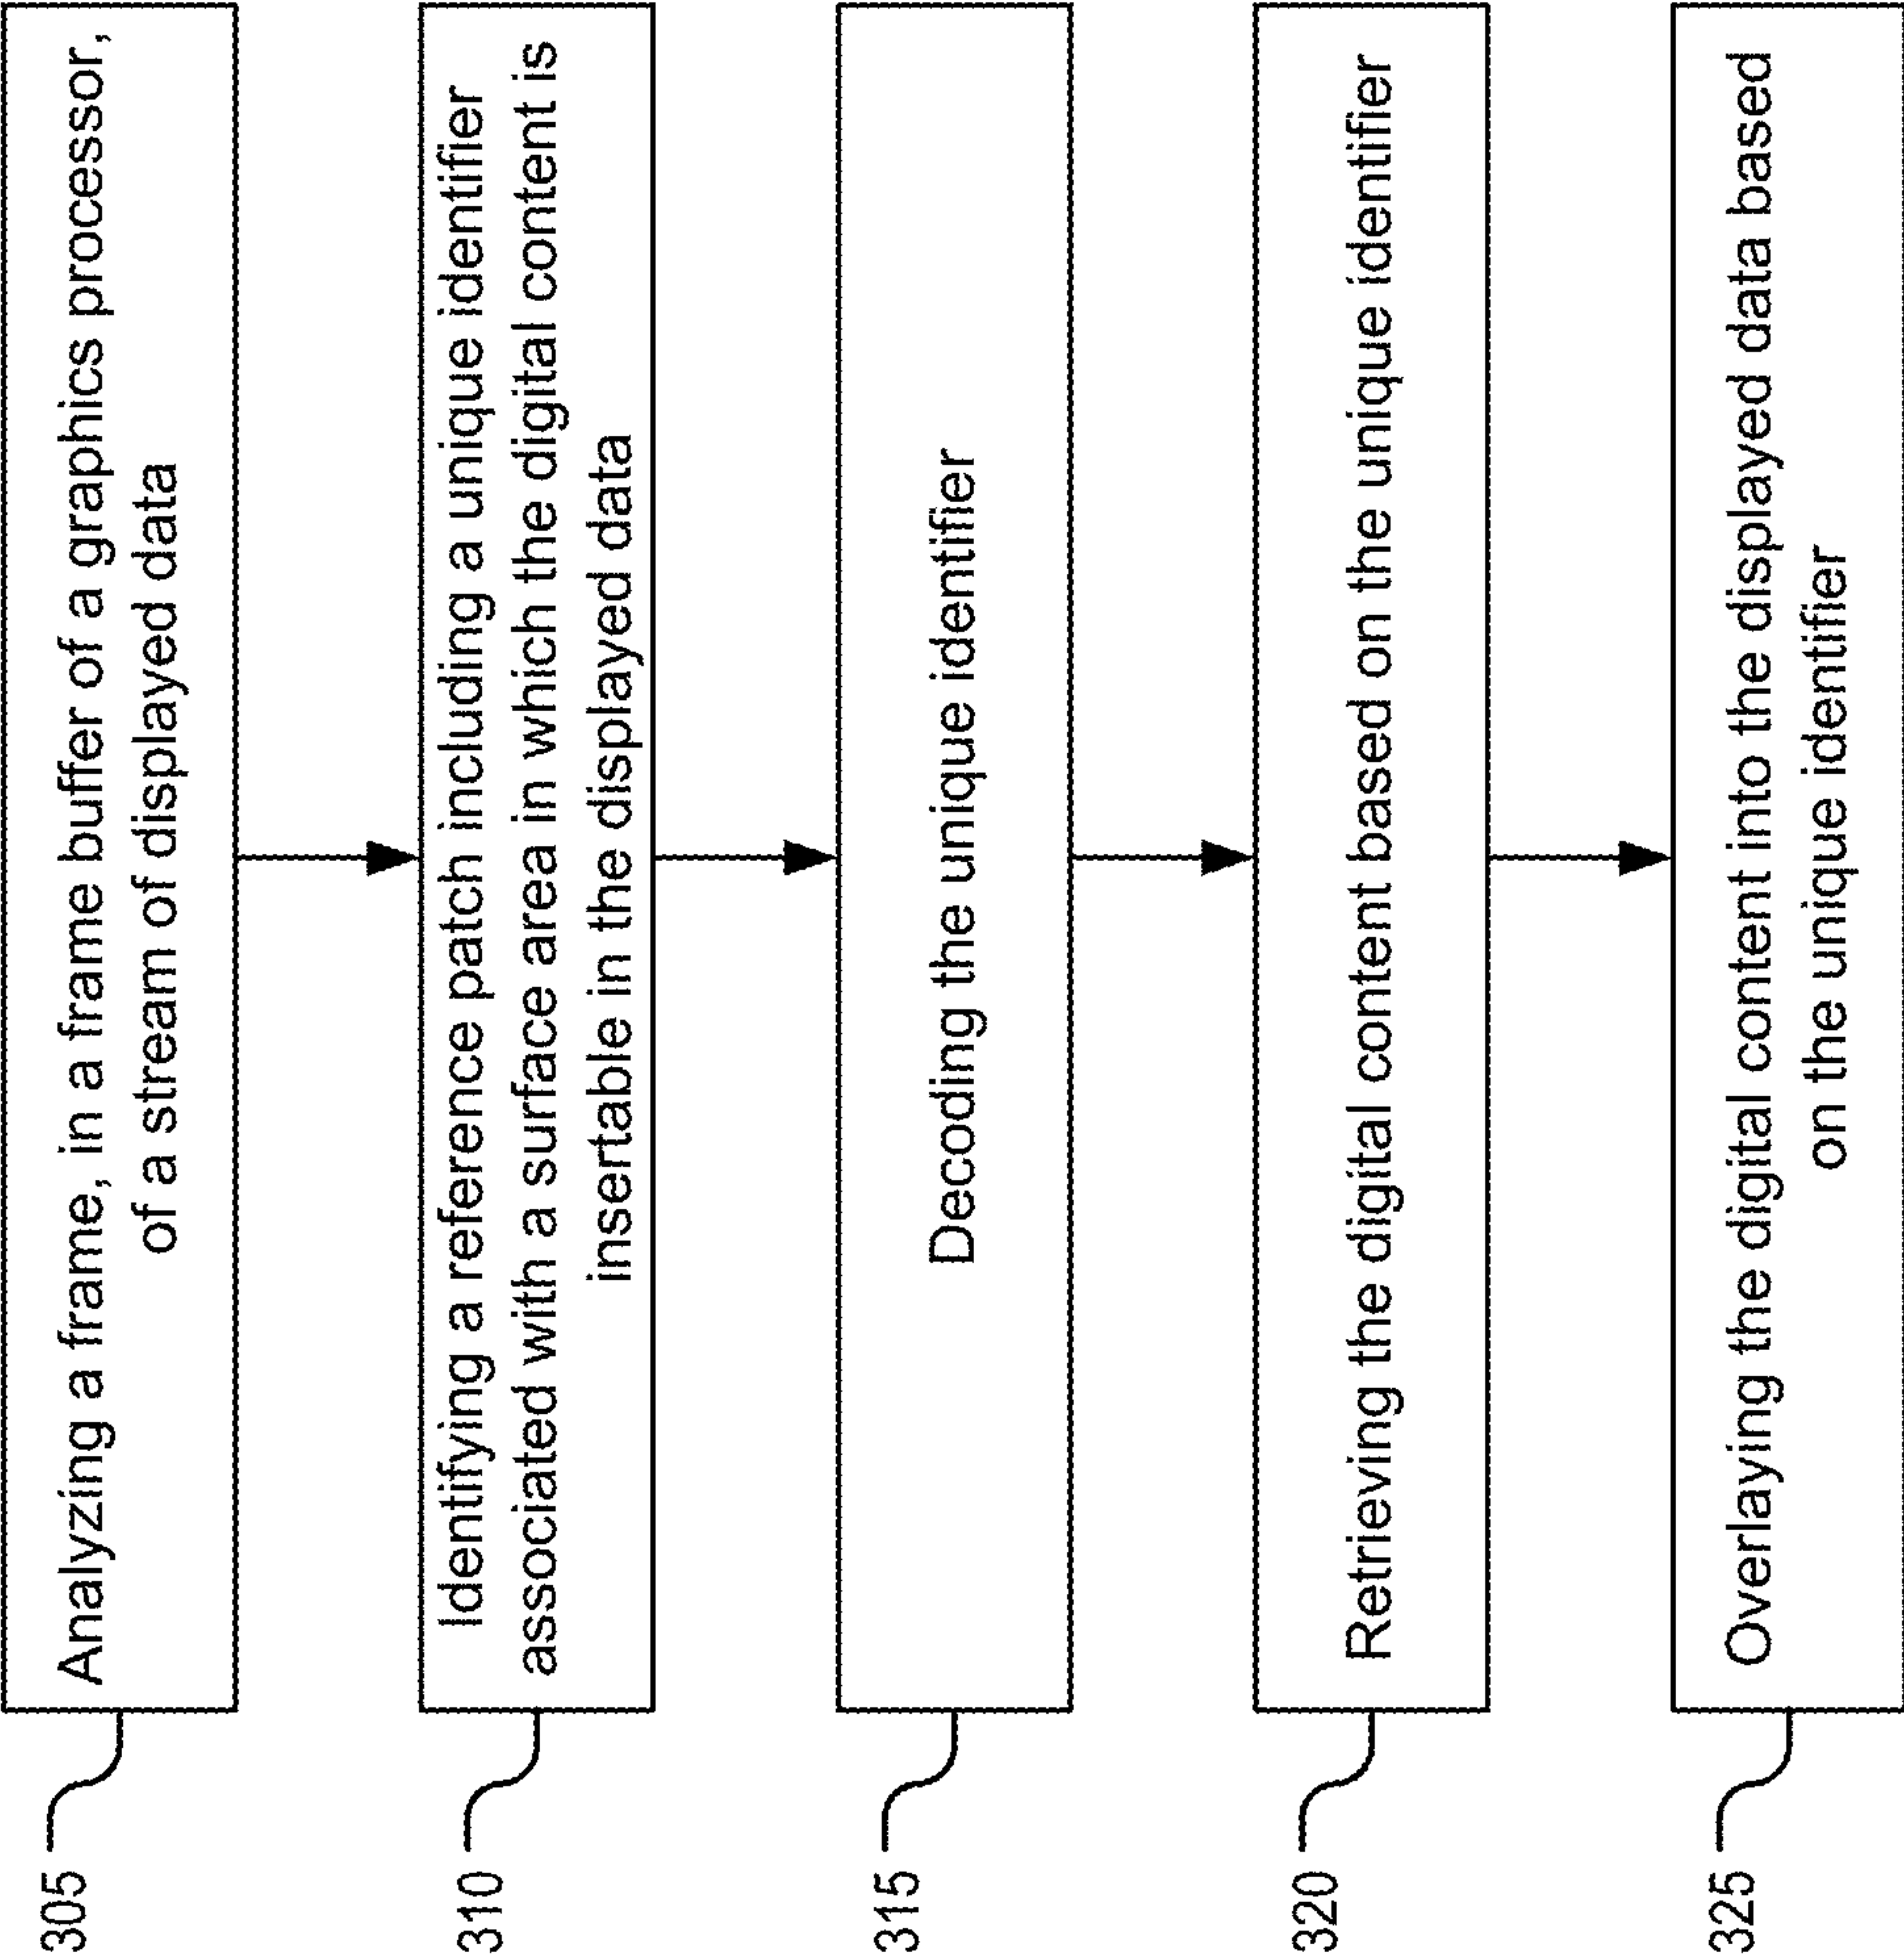 305
Analyzing a frame, in a frame buffer of a graphics processor,
of a stream of displayed data
310
Identifying a reference patch including a unique identifier
associated with a surface area in which the digital content is
insertable in the displayed data
315
Decoding the unique identifier
320
Retrieving the digital content based on the unique identifier
325
Overlaying the digital content into the displayed data based
on the unique identifier